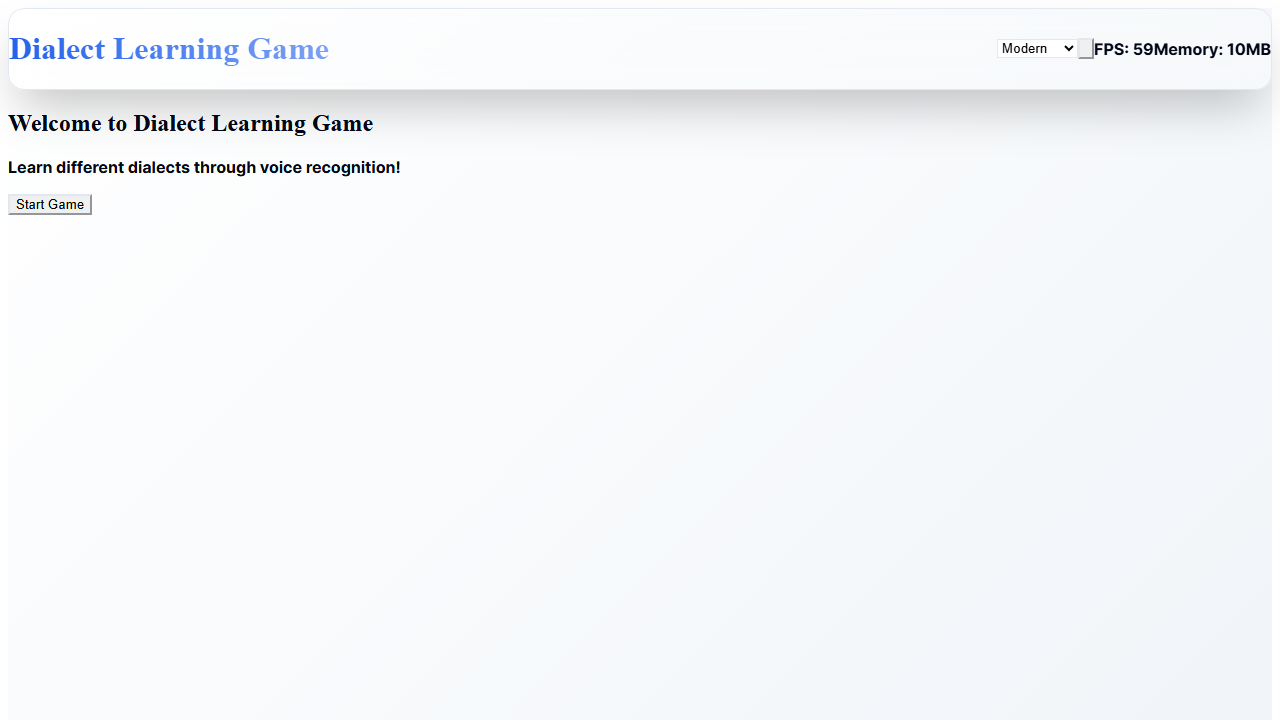 Dialect Learning Game
Modern
FPS: 59Memory: 10MB
Welcome to Dialect Learning Game
Learn different dialects through voice recognition!
Start Game